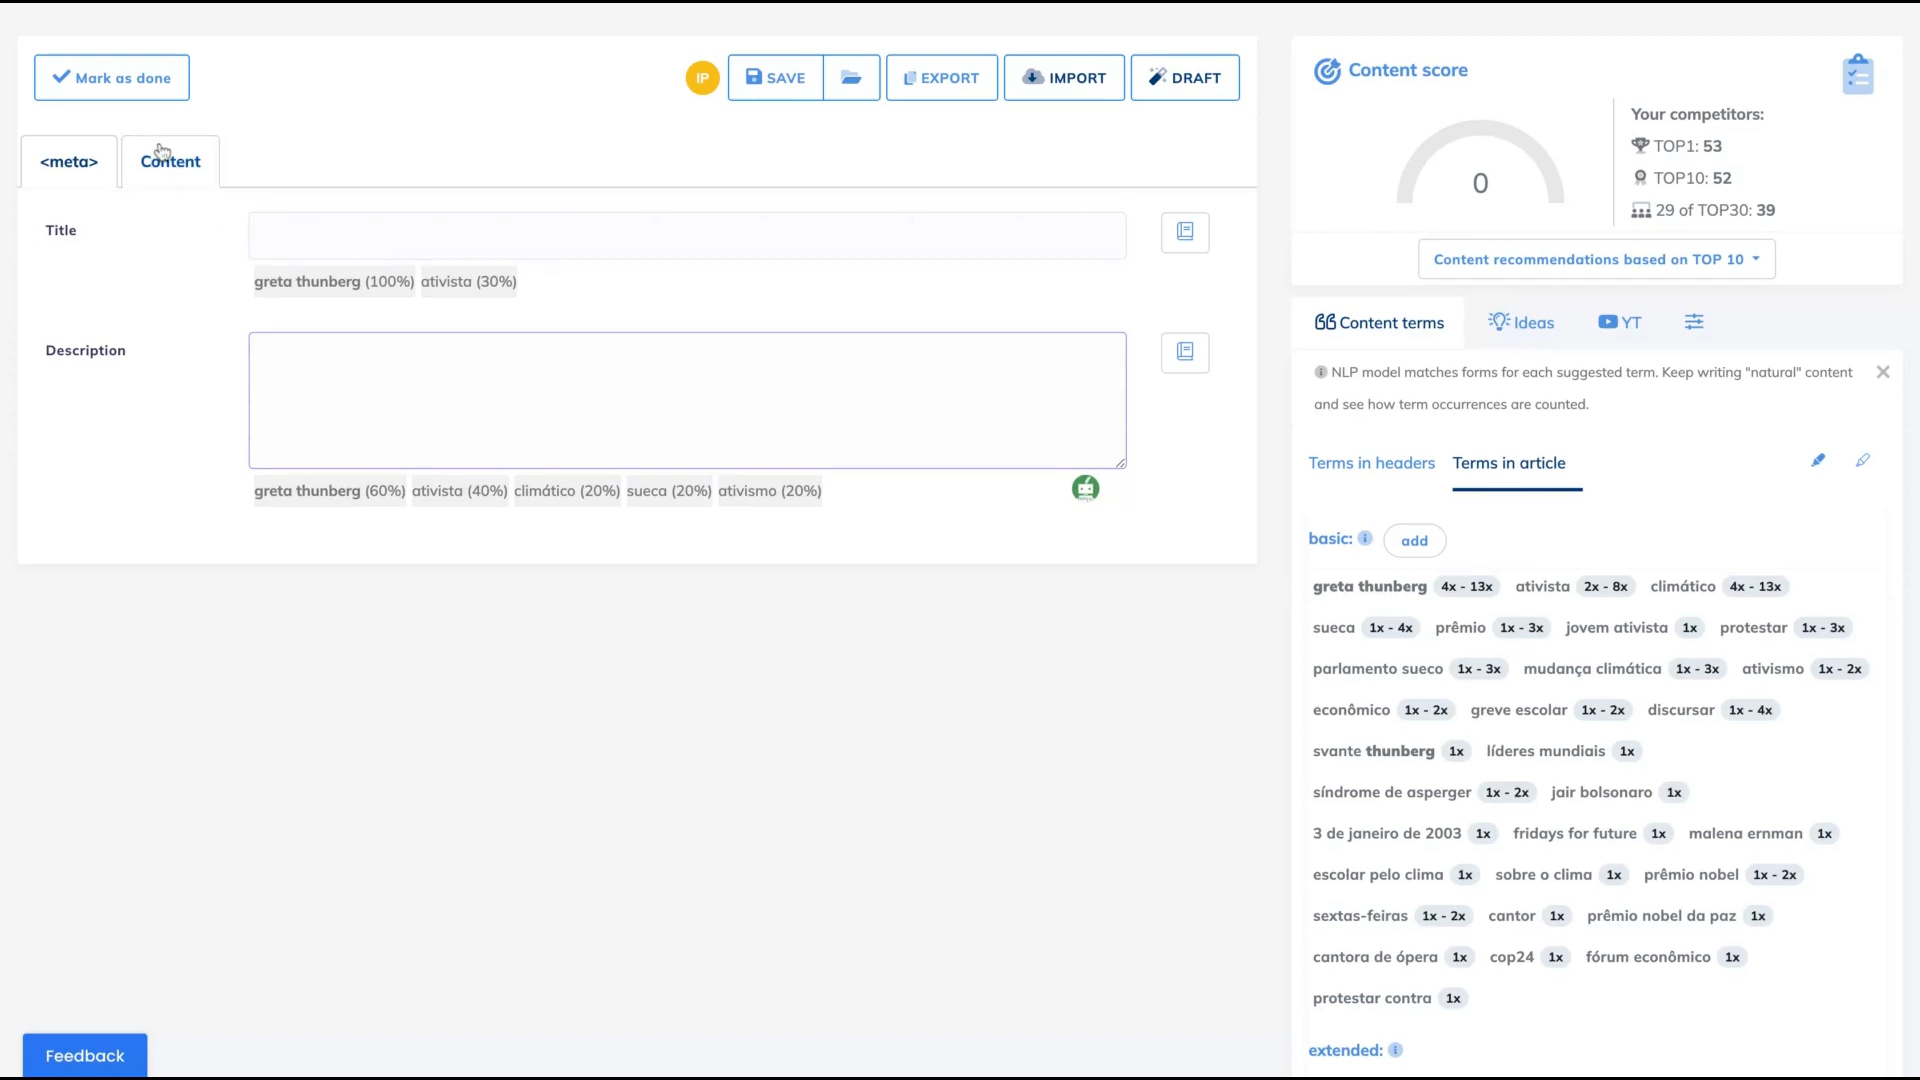 Mark as done
IP
SAVE
EXPORT
IMPORT
DRAFT
<meta>
Content
Title
greta thunberg (100%) ativista (30%)
Description
greta thunberg (60%) ativista (40%) climático (20%) sueca (20%) ativismo (20%)
Feedback
Content score
0
Your competitors:
TOP1: 53
TOP10: 52
29 of TOP30: 39
Content recommendations based on TOP 10
Content terms
Ideas
YT
NLP model matches forms for each suggested term. Keep writing "natural" content
and see how term occurrences are counted.
Terms in headers Terms in article
basic: add
greta thunberg 4x - 13x ativista 2x - 8x climático 4x - 13x
sueca 1x - 4x prêmio 1x - 3x jovem ativista 1x protestar 1x - 3x
parlamento sueco 1x - 3x mudança climática 1x - 3x ativismo 1x - 2x
econômico 1x - 2x greve escolar 1x - 2x discursar 1x - 4x
svante thunberg 1x líderes mundiais 1x
síndrome de asperger 1x - 2x jair bolsonaro 1x
3 de janeiro de 2003 1x fridays for future 1x malena ernman 1x
escolar pelo clima 1x sobre o clima 1x prêmio nobel 1x - 2x
sextas-feiras 1x - 2x cantor 1x prêmio nobel da paz 1x
cantora de ópera 1x cop24 1x fórum econômico 1x
protestar contra 1x
extended: